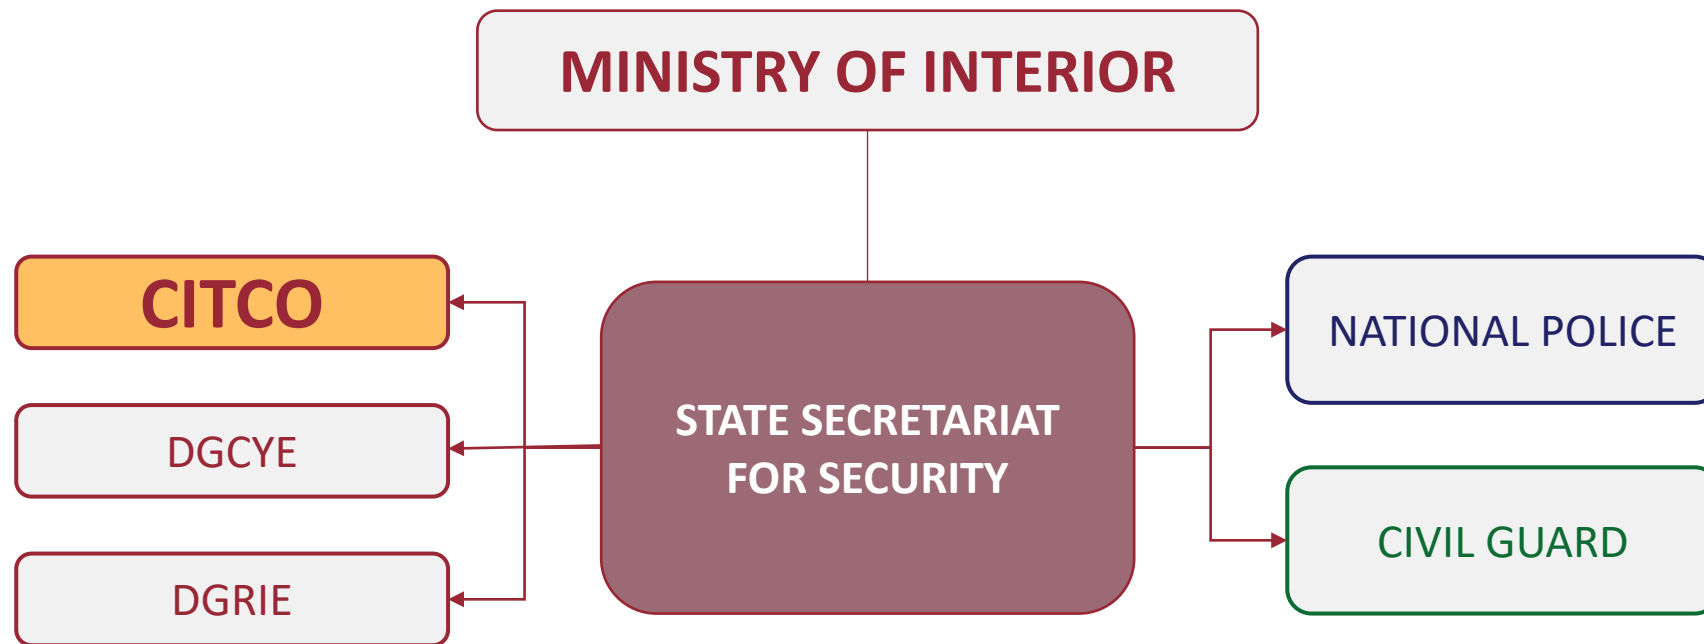 MINISTRY OF INTERIOR
CITCO
DGCYE
DGRIE
STATE SECRETARIAT
FOR SECURITY
NATIONAL POLICE
CIVIL GUARD